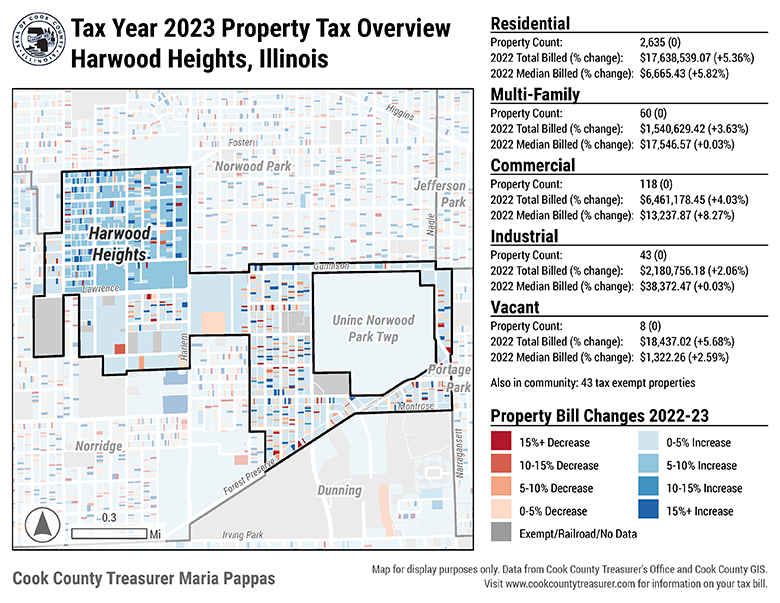 SEAL OF COOK COUNTY
ILLINOIS
Tax Year 2023 Property Tax Overview
Harwood Heights, Illinois
Higgins
Foster
Norwood Park
Jefferson
Park
Nagle
Harwood
Heights
Gunnison
Lawrence
Uninc Norwood
Park Twp
Harlem
Portage
Park
Montrose
Norridge
Narragansett
Forest Preserve
Dunning
0.3
Mi
Irving Park
Residential
Property Count: 2,635 (0)
2022 Total Billed (% change): $17,638,539.07 (+5.36%)
2022 Median Billed (% change): $6,665.43 (+5.82%)
Multi-Family
Property Count: 60 (0)
2022 Total Billed (% change): $1,540,629.42 (+3.63%)
2022 Median Billed (% change): $17,546.57 (+0.03%)
Commercial
Property Count: 118 (0)
2022 Total Billed (% change): $6,461,178.45 (+4.03%)
2022 Median Billed (% change): $13,237.87 (+8.27%)
Industrial
Property Count: 43 (0)
2022 Total Billed (% change): $2,180,756.18 (+2.06%)
2022 Median Billed (% change): $38,372.47 (+0.03%)
Vacant
Property Count: 8 (0)
2022 Total Billed (% change): $18,437.02 (+5.68%)
2022 Median Billed (% change): $1,322.26 (+2.59%)
Also in community: 43 tax exempt properties
Property Bill Changes 2022-23
15%+ Decrease 0-5% Increase
10-15% Decrease 5-10% Increase
5-10% Decrease 10-15% Increase
0-5% Decrease 15%+ Increase
Exempt/Railroad/No Data
Cook County Treasurer Maria Pappas
Map for display purposes only. Data from Cook County Treasurer's Office and Cook County GIS.
Visit www.cookcountytreasurer.com for information on your tax bill.